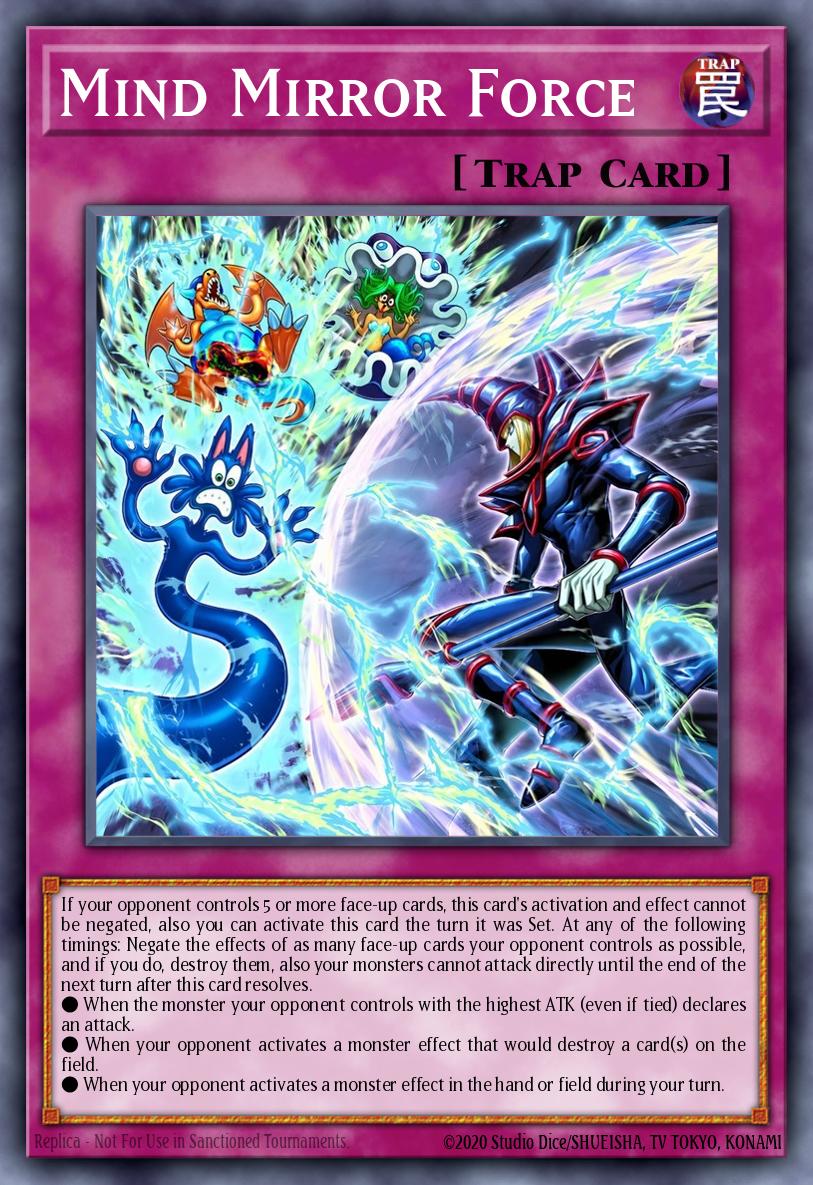 Mind Mirror Force
TRAP
罠
[Trap Card]
If your opponent controls 5 or more face-up cards, this card's activation and effect cannot
be negated, also you can activate this card the turn it was Set. At any of the following
timings: Negate the effects of as many face-up cards your opponent controls as possible,
and if you do, destroy them, also your monsters cannot attack directly until the end of the
next turn after this card resolves.
● When the monster your opponent controls with the highest ATK (even if tied) declares
an attack.
● When your opponent activates a monster effect that would destroy a card(s) on the
field.
● When your opponent activates a monster effect in the hand or field during your turn.
Replica - Not For Use in Sanctioned Tournaments.
©2020 Studio Dice/SHUEISHA, TV TOKYO, KONAMI